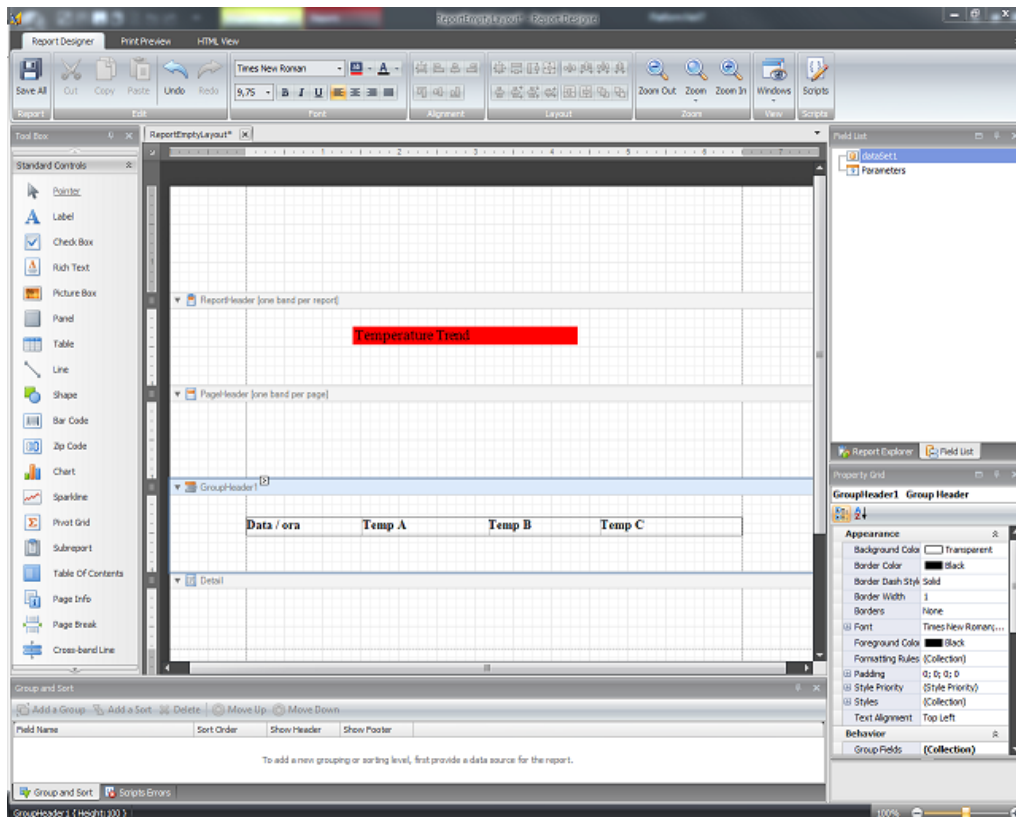 ReportEmptyLayout* - Report Designer
Report Designer Print Preview HTML View
Times New Roman
9,75 B I U
Save All Cut Copy Paste Undo Redo Zoom Out Zoom Zoom In Windows Scripts
Report Edit Font Alignment Layout Zoom View Scripts
Tool Box
ReportEmptyLayout*
Field List
Standard Controls
dataSet1
Parameters
Pointer
Label
Check Box
Rich Text
Picture Box
Panel
Table
Line
Shape
Bar Code
Zip Code
Chart
Sparkline
Pivot Grid
Subreport
Table Of Contents
Page Info
Page Break
Cross-band Line
1 2 3 4 5 6 7
ReportHeader [one band per report]
Temperature Trend
PageHeader [one band per page]
GroupHeader1
Data / ora Temp A Temp B Temp C
Detail
Report Explorer Field List
Property Grid
GroupHeader1 Group Header
Appearance
Background Color Transparent
Border Color Black
Border Dash Style Solid
Border Width 1
Borders None
Font Times New Roman;...
Foreground Color Black
Formatting Rules (Collection)
Padding 0; 0; 0; 0
Style Priority (Style Priority)
Styles (Collection)
Text Alignment Top Left
Behavior
Group Fields (Collection)
Group and Sort
Add a Group Add a Sort Delete Move Up Move Down
Field Name Sort Order Show Header Show Footer
To add a new grouping or sorting level, first provide a data source for the report.
Group and Sort Scripts Errors
GroupHeader1 { Height:100 } 100%